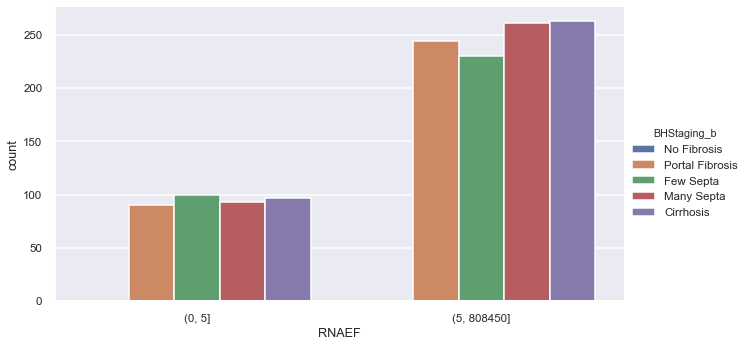 count
250
200
150
100
50
0
(0, 5]
(5, 808450]
RNAEF
BHStaging_b
No Fibrosis
Portal Fibrosis
Few Septa
Many Septa
Cirrhosis